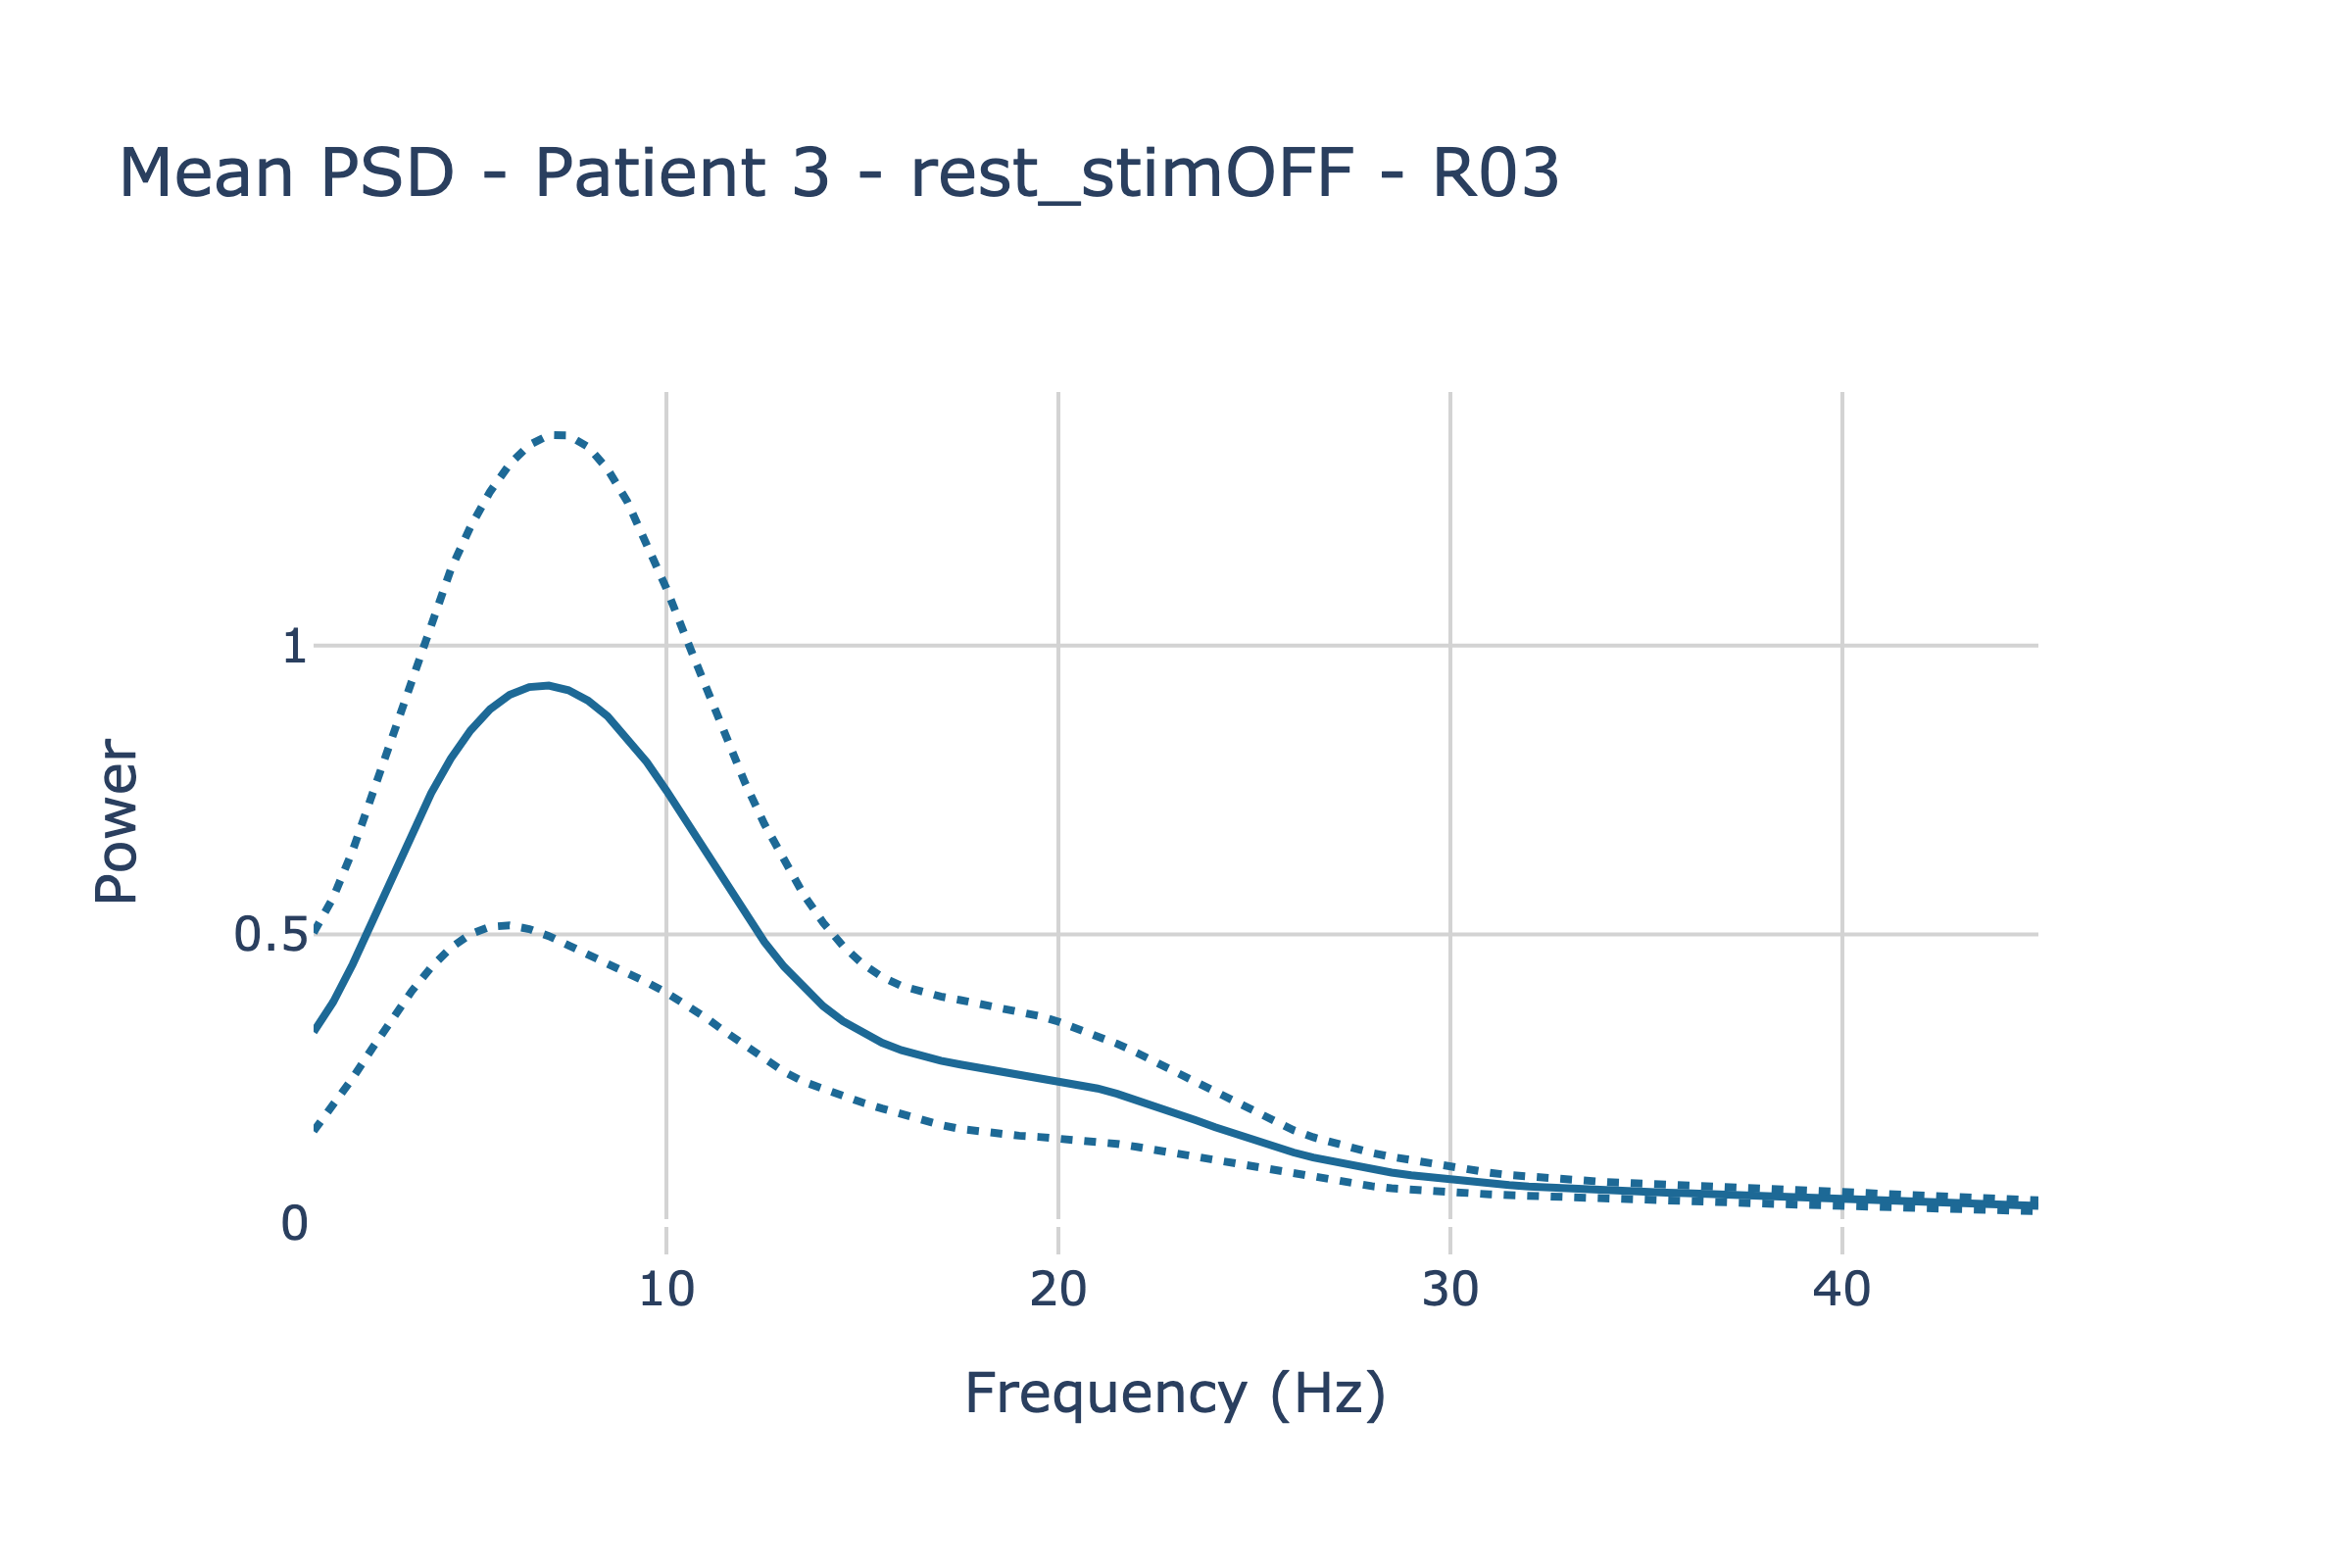 Mean PSD - Patient 3 - rest_stimOFF - R03
1
0.5
0
Power
10 20 30 40
Frequency (Hz)